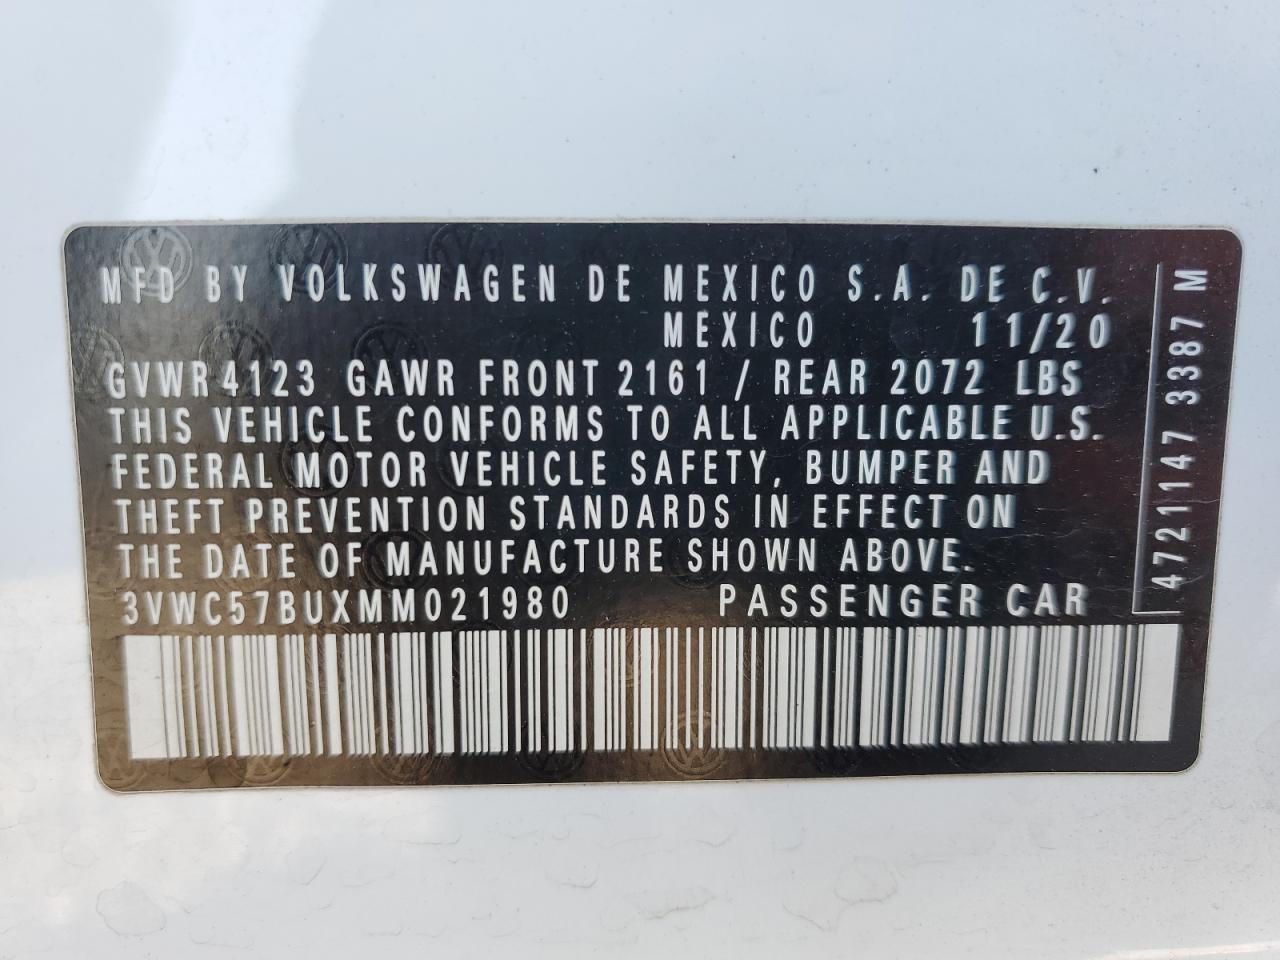 MFD BY VOLKSWAGEN DE MEXICO S.A. DE C.V.
MEXICO 11/20
GVWR 4123 GAWR FRONT 2161 / REAR 2072 LBS
THIS VEHICLE CONFORMS TO ALL APPLICABLE U.S.
FEDERAL MOTOR VEHICLE SAFETY, BUMPER AND
THEFT PREVENTION STANDARDS IN EFFECT ON
THE DATE OF MANUFACTURE SHOWN ABOVE.
3VWC57BUXMM021980 PASSENGER CAR
4721147 3387 M